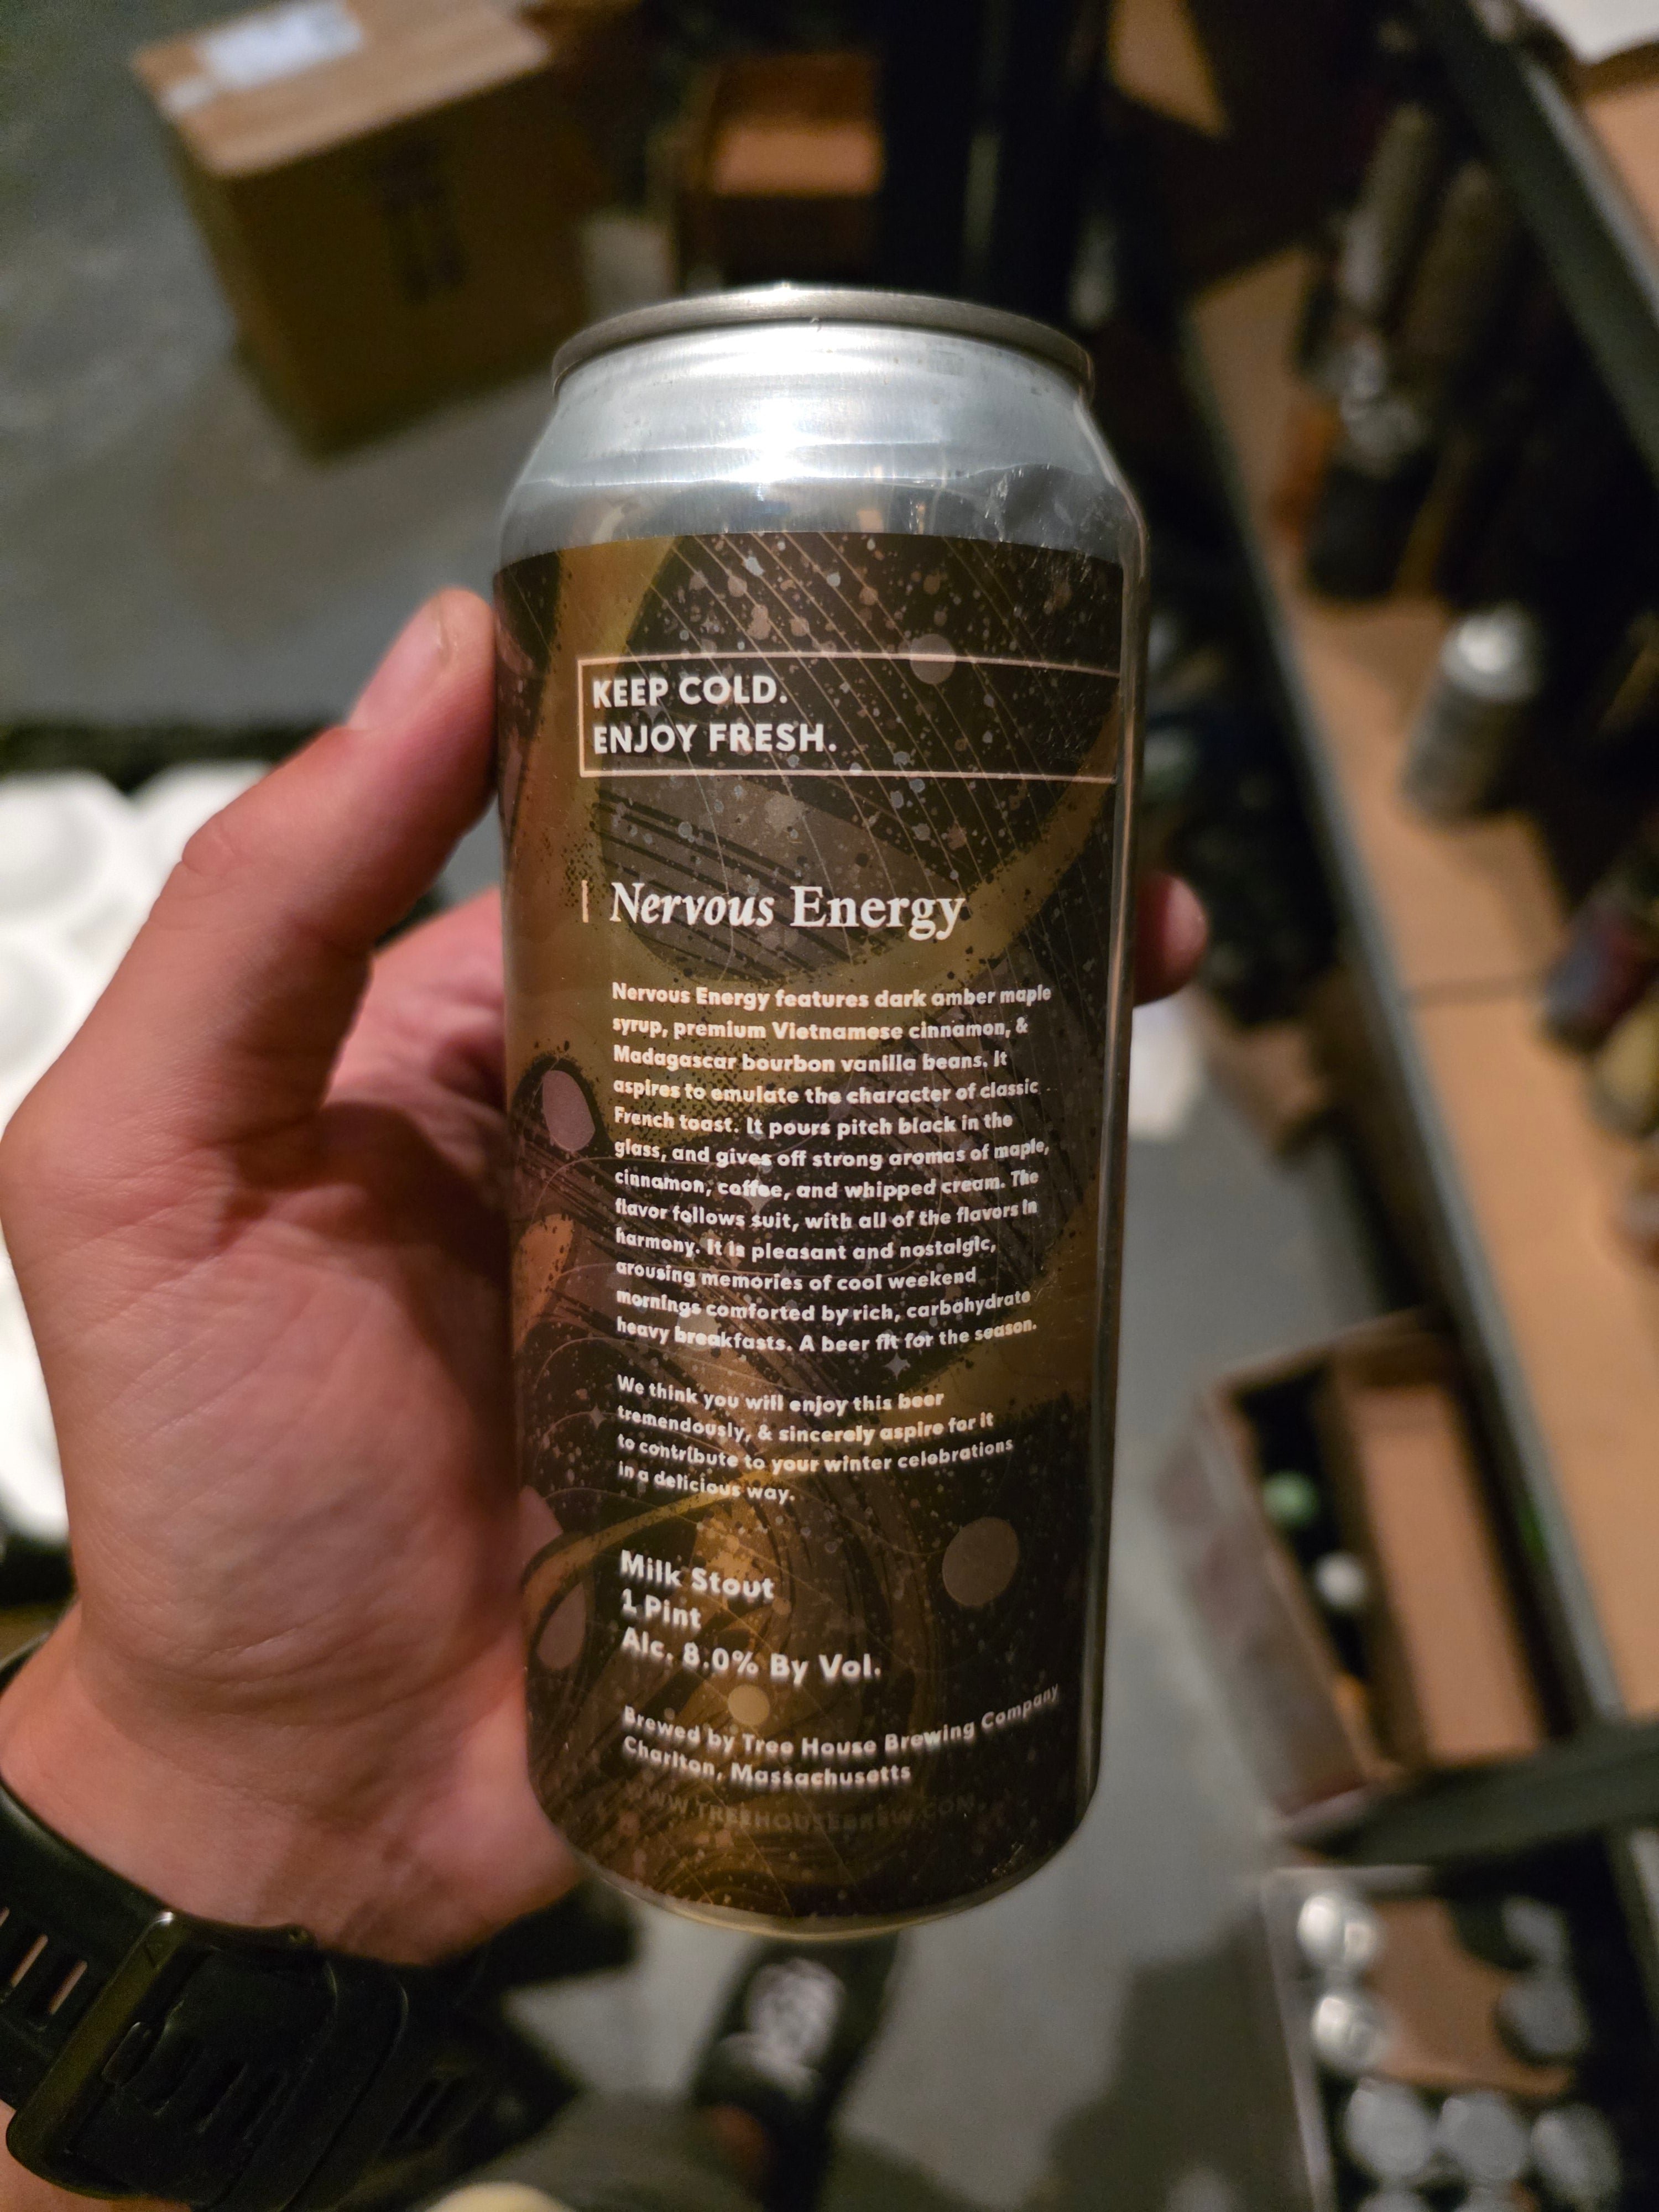 KEEP COLD.
ENJOY FRESH.
Nervous Energy
Nervous Energy features dark amber maple
syrup, premium Vietnamese cinnamon, &
Madagascar bourbon vanilla beans. It
aspires to emulate the character of classic
French toast. It pours pitch black in the
glass, and gives off strong aromas of maple,
cinnamon, coffee, and whipped cream. The
flavor follows suit, with all of the flavors in
harmony. It is pleasant and nostalgic,
arousing memories of cool weekend
mornings comforted by rich, carbohydrate
heavy breakfasts. A beer fit for the season.
We think you will enjoy this beer
tremendously, & sincerely aspire for it
to contribute to your winter celebrations
in a delicious way.
Milk Stout
1 Pint
Alc. 8.0% By Vol.
Brewed by Tree House Brewing Company
Charlton, Massachusetts
WWW.TREEHOUSEBREW.COM